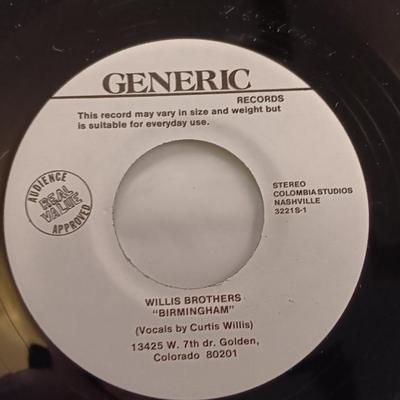 GENERIC
RECORDS
This record may vary in size and weight but
is suitable for everyday use.
AUDIENCE
REAL
VALUE
APPROVED
STEREO
COLOMBIA STUDIOS
NASHVILLE
3221S-1
WILLIS BROTHERS
"BIRMINGHAM"
(Vocals by Curtis Willis)
13425 W. 7th dr. Golden,
Colorado 80201